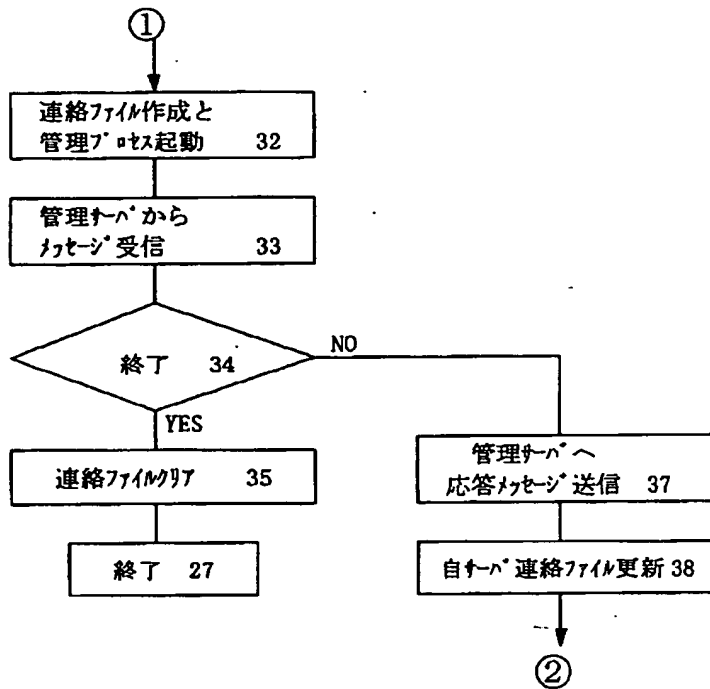 ①
連絡ファイル作成と
管理プロセス起動 32
管理サーバから
メッセージ受信 33
終了 34
NO
YES
連絡ファイルクリア 35
終了 27
管理サーバへ
応答メッセージ送信 37
自サーバ連絡ファイル更新 38
②